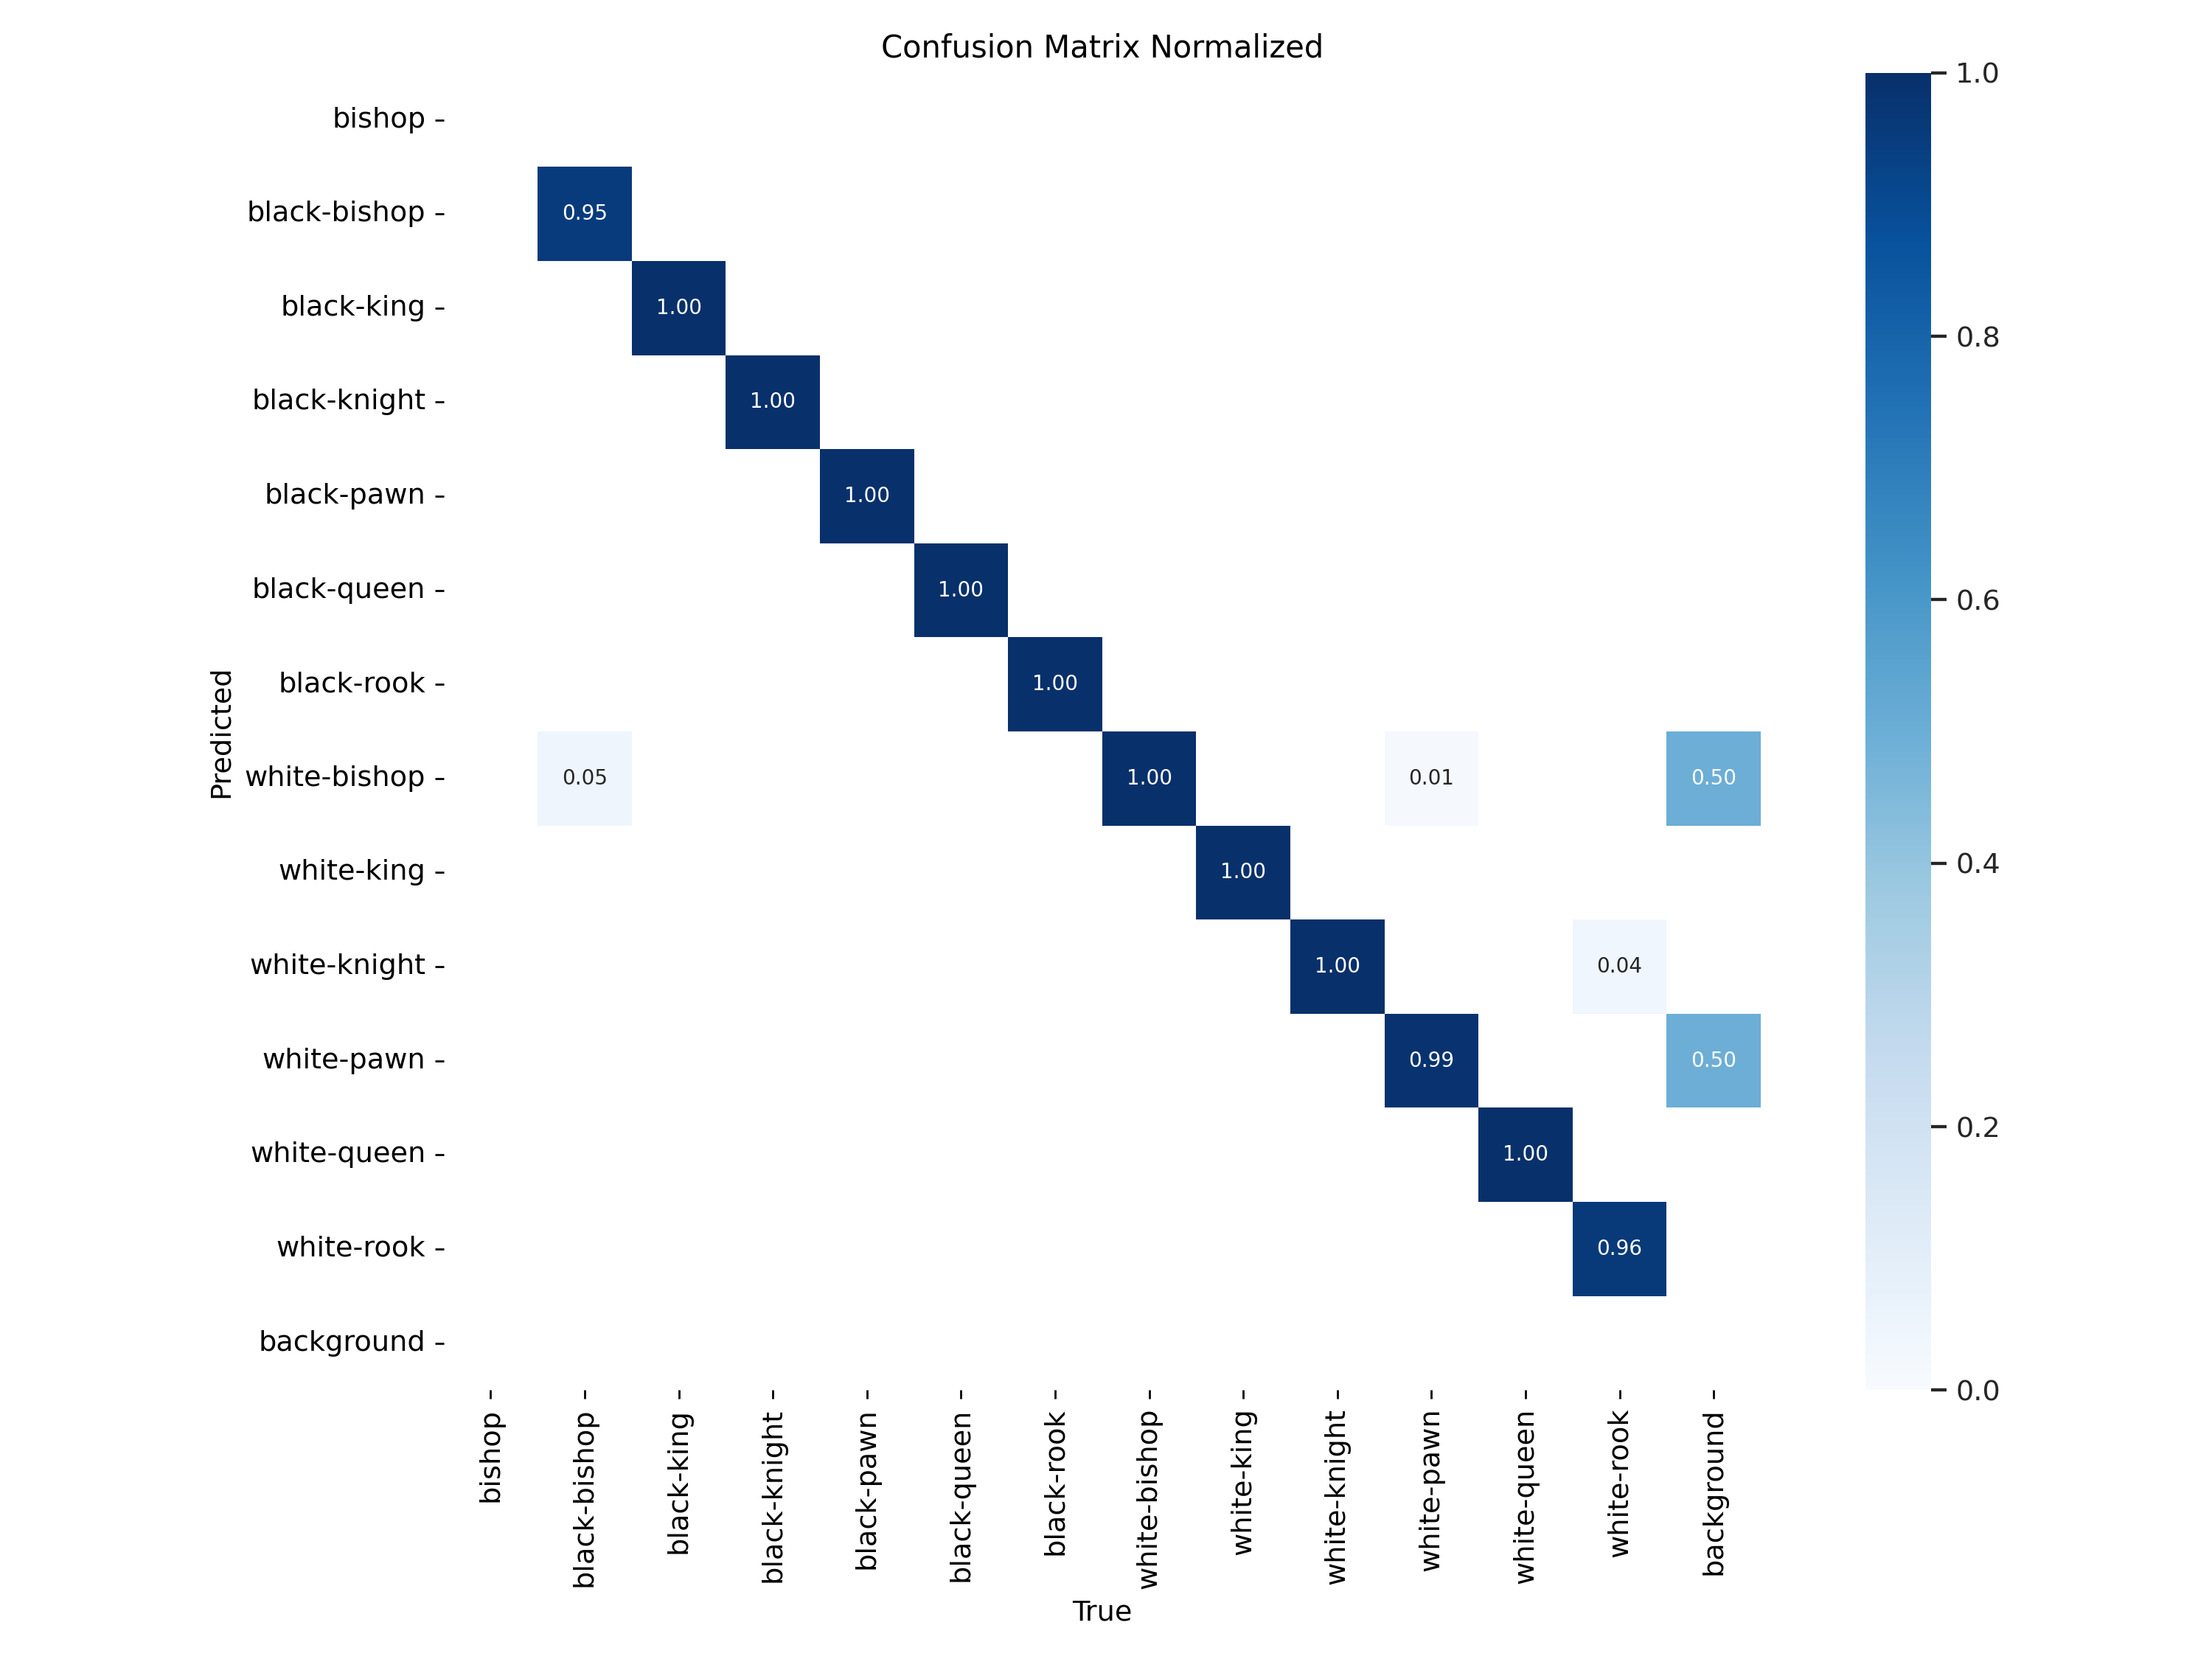 Confusion Matrix Normalized
bishop
black-bishop 0.95
black-king 1.00
black-knight 1.00
black-pawn 1.00
black-queen 1.00
black-rook 1.00
white-bishop 0.05 1.00 0.01 0.50
white-king 1.00
white-knight 1.00 0.04
white-pawn 0.99 0.50
white-queen 1.00
white-rook 0.96
background
Predicted
bishop
black-bishop
black-king
black-knight
black-pawn
black-queen
black-rook
white-bishop
white-king
white-knight
white-pawn
white-queen
white-rook
background
True
1.0
0.8
0.6
0.4
0.2
0.0